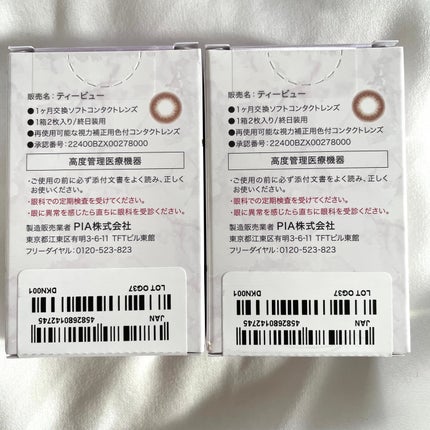 販売名：ティービュー
●1ヶ月交換ソフトコンタクトレンズ
●1箱2枚入り/終日装用
●再使用可能な視力補正用色付コンタクトレンズ
●承認番号：22400BZX00278000
高度管理医療機器
・ご使用の前に必ず添付文書をよく読み、正しく
お使いください。
・眼科での定期検査を受けてください。
・眼に異常を感じたら直ちに眼科を受診ください。
製造販売業者 PIA株式会社
東京都江東区有明3-6-11 TFTビル東館
フリーダイヤル：0120-523-823
DKN001
LOT OG37
JAN
4582680142745
販売名：ティービュー
●1ヶ月交換ソフトコンタクトレンズ
●1箱2枚入り/終日装用
●再使用可能な視力補正用色付コンタクトレンズ
●承認番号：22400BZX00278000
高度管理医療機器
・ご使用の前に必ず添付文書をよく読み、正しく
お使いください。
・眼科での定期検査を受けてください。
・眼に異常を感じたら直ちに眼科を受診ください。
製造販売業者 PIA株式会社
東京都江東区有明3-6-11 TFTビル東館
フリーダイヤル：0120-523-823
DKN001
LOT OG37
JAN
4582680142745